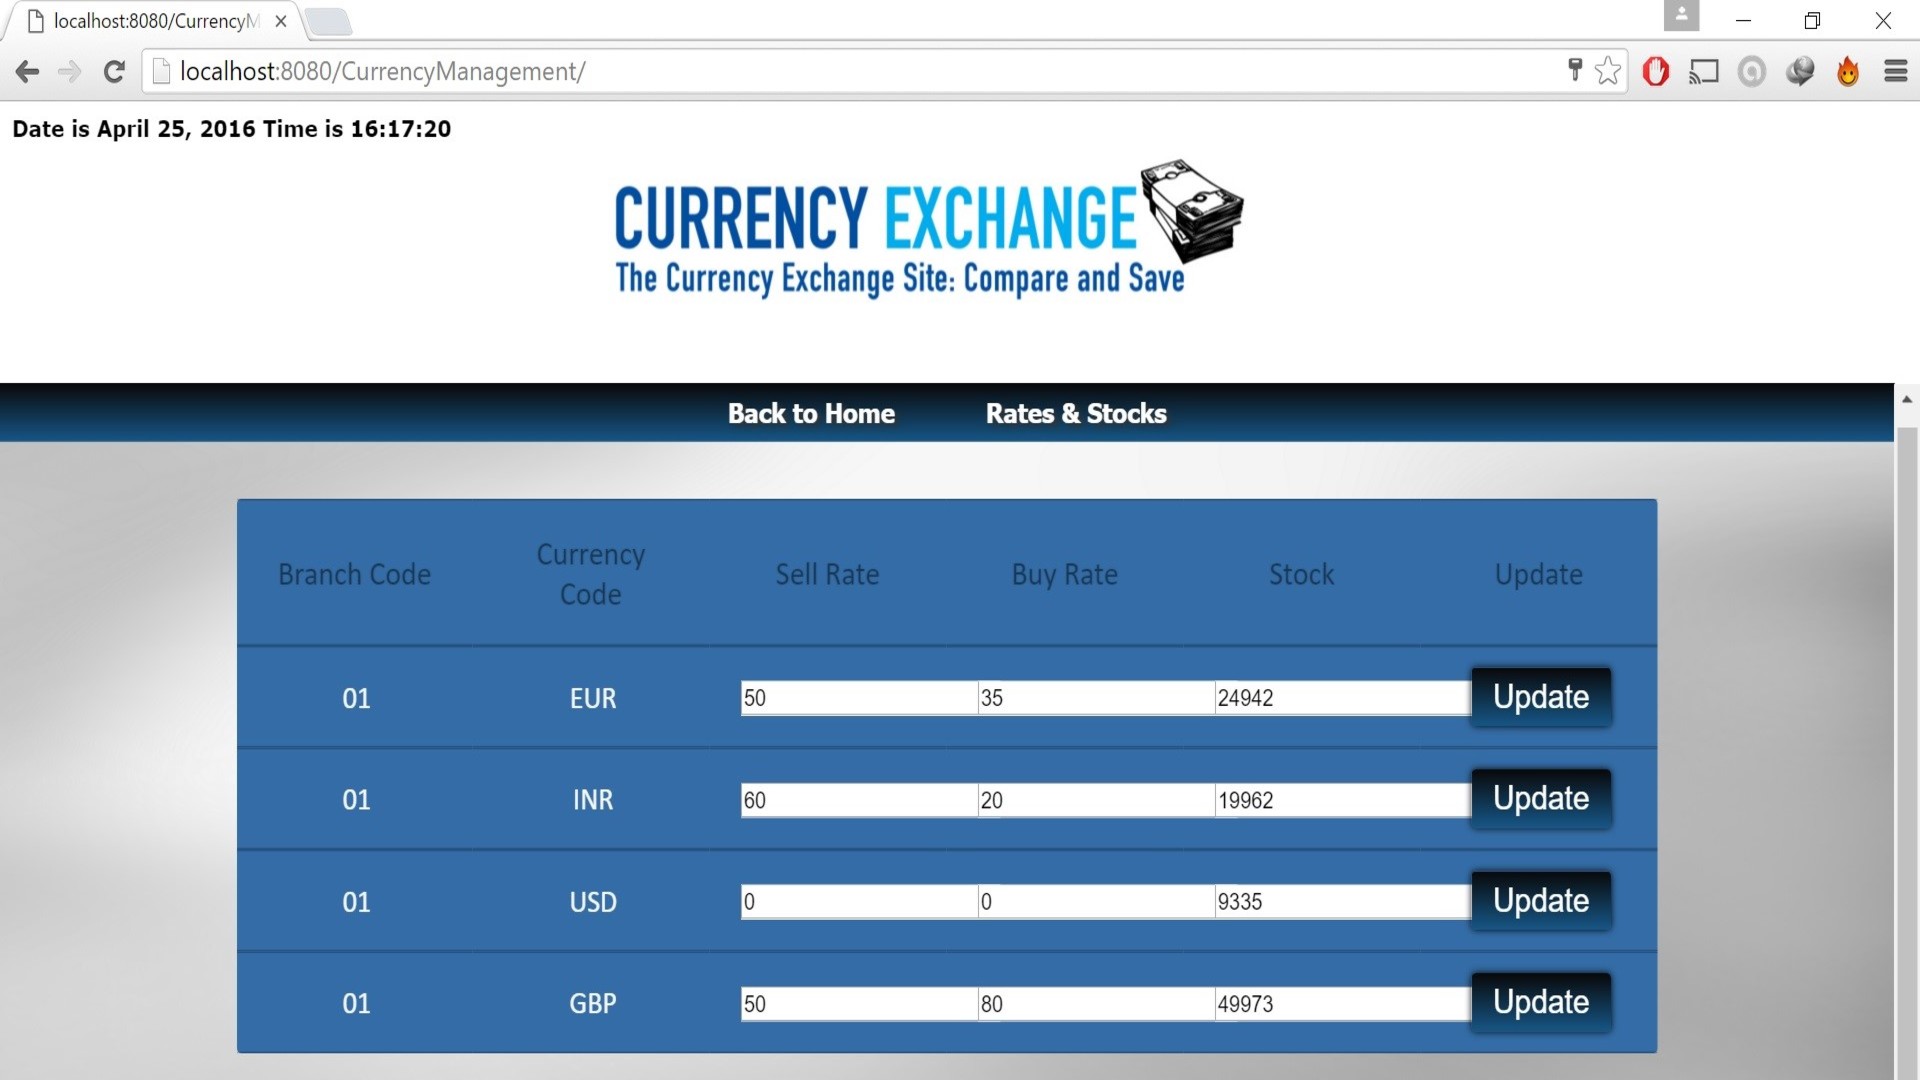 localhost:8080/CurrencyM
localhost:8080/CurrencyManagement/
Date is April 25, 2016 Time is 16:17:20
CURRENCY EXCHANGE
The Currency Exchange Site: Compare and Save
Back to Home Rates & Stocks
Branch Code Currency Code Sell Rate Buy Rate Stock Update
01 EUR 50 35 24942 Update
01 INR 60 20 19962 Update
01 USD 0 0 9335 Update
01 GBP 50 80 49973 Update